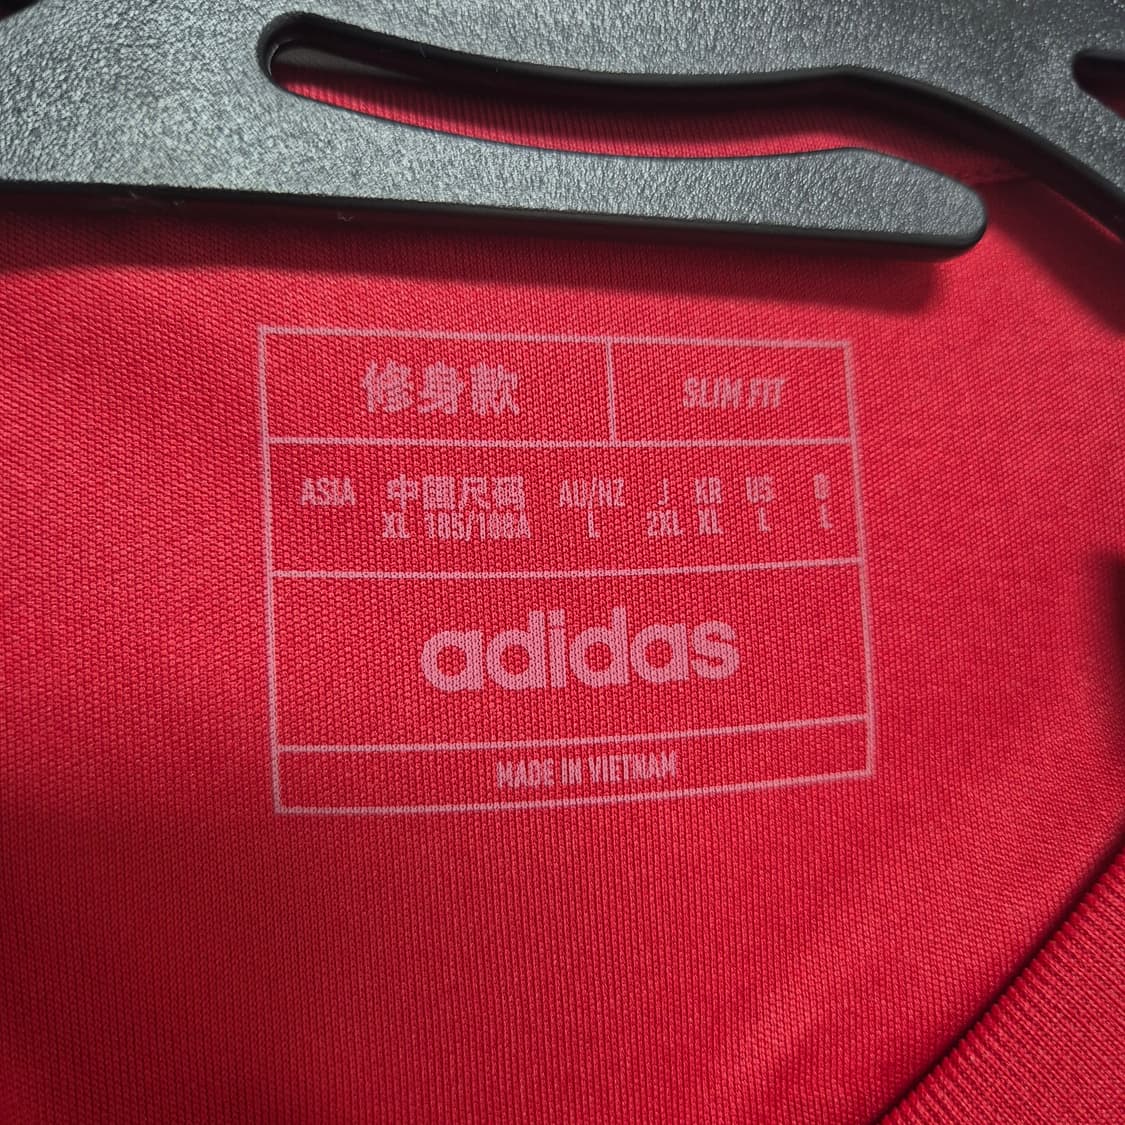 修身款 SLIM FIT
ASIA 中國尺碼 AU/NZ J KR US D
XL 185/108A L 2XL XL L L
adidas
MADE IN VIETNAM